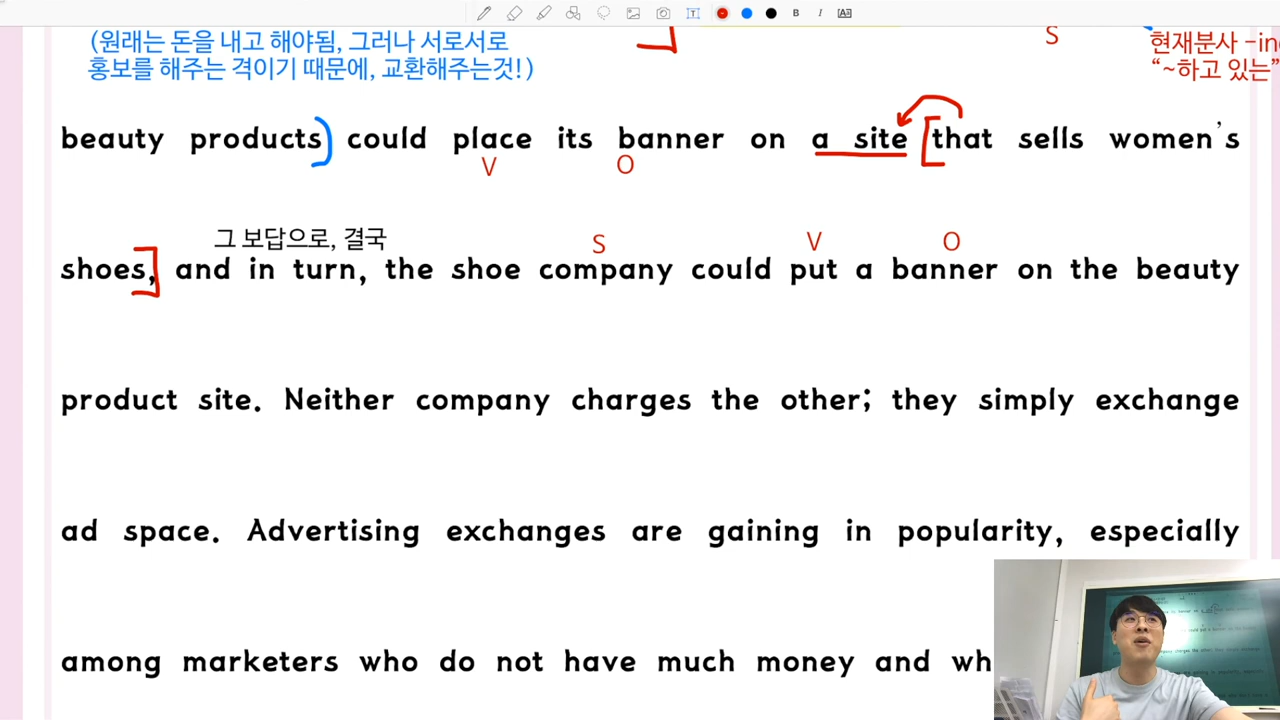 B I Aa
(원래는 돈을 내고 해야됨, 그러나 서로서로
홍보를 해주는 격이기 때문에, 교환해주는것!)
S
현재분사 -in
“~하고 있는”
beauty products) could place its banner on a site [that sells women's
V O
그 보답으로, 결국 S V O
shoes,] and in turn, the shoe company could put a banner on the beauty
product site. Neither company charges the other; they simply exchange
ad space. Advertising exchanges are gaining in popularity, especially
among marketers who do not have much money and wh